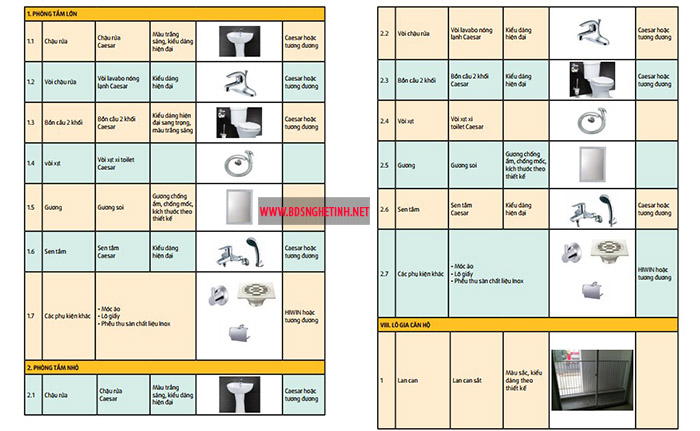 1. PHÒNG TẮM LỚN
1.1 Chậu rửa Chậu rửa Caesar Màu trắng sáng, kiểu dáng hiện đại Caesar hoặc tương đương
1.2 Vòi chậu rửa Vòi lavabo nóng lạnh Caesar Kiểu dáng hiện đại Caesar hoặc tương đương
1.3 Bồn cầu 2 khối Bồn cầu 2 khối Caesar Kiểu dáng hiện đại sang trọng, màu trắng sáng Caesar hoặc tương đương
1.4 vòi xịt Vòi xịt xi toilet Caesar
1.5 Gương Gương soi Gương chống ẩm, chống mốc, kích thước theo thiết kế
1.6 Sen tắm Sen tắm Caesar Kiểu dáng hiện đại Caesar hoặc tương đương
1.7 Các phụ kiện khác
• Móc áo
• Lô giấy
• Phễu thu sàn chất liệu Inox
HIWIN hoặc tương đương
2. PHÒNG TẮM NHỎ
2.1 Chậu rửa Chậu rửa Caesar Màu trắng sáng, kiểu dáng hiện đại Caesar hoặc tương đương
2.2 Vòi chậu rửa Vòi lavabo nóng lạnh Caesar Kiểu dáng hiện đại Caesar hoặc tương đương
2.3 Bồn cầu 2 khối Bồn cầu 2 khối Caesar Kiểu dáng hiện đại Caesar hoặc tương đương
2.4 Vòi xịt Vòi xịt xi toilet Caesar
2.5 Gương Gương soi Gương chống ẩm, chống mốc, kích thước theo thiết kế
2.6 Sen tắm Sen tắm Caesar Kiểu dáng hiện đại Caesar hoặc tương đương
2.7 Các phụ kiện khác
• Móc áo
• Lô giấy
• Phễu thu sàn chất liệu Inox
HIWIN hoặc tương đương
VIII. LÔ GIA CĂN HỘ
1 Lan can Lan can sắt Màu sắc, kiểu dáng theo thiết kế
WWW.BDSNGHETINH.NET